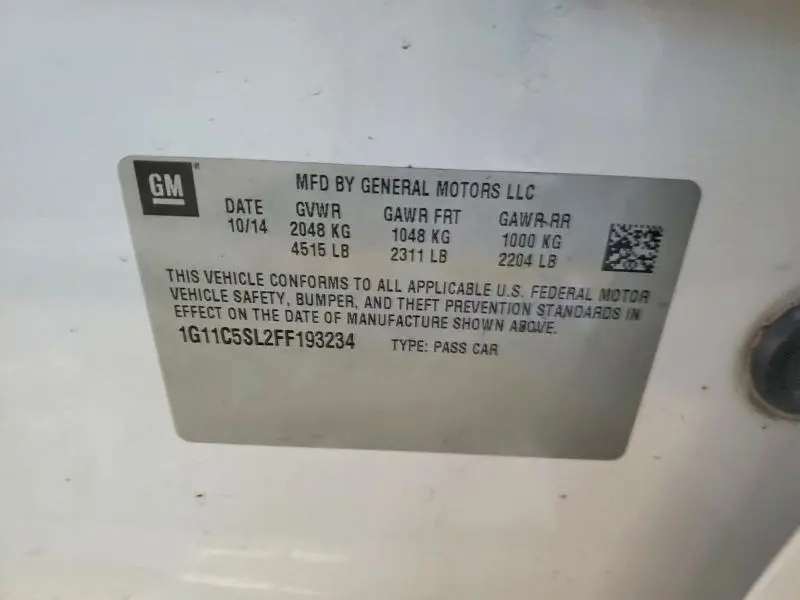 GM ®
MFD BY GENERAL MOTORS LLC
DATE GVWR GAWR FRT GAWR RR
10/14 2048 KG 1048 KG 1000 KG
4515 LB 2311 LB 2204 LB
THIS VEHICLE CONFORMS TO ALL APPLICABLE U.S. FEDERAL MOTOR
VEHICLE SAFETY, BUMPER, AND THEFT PREVENTION STANDARDS IN
EFFECT ON THE DATE OF MANUFACTURE SHOWN ABOVE.
1G11C5SL2FF193234 TYPE: PASS CAR